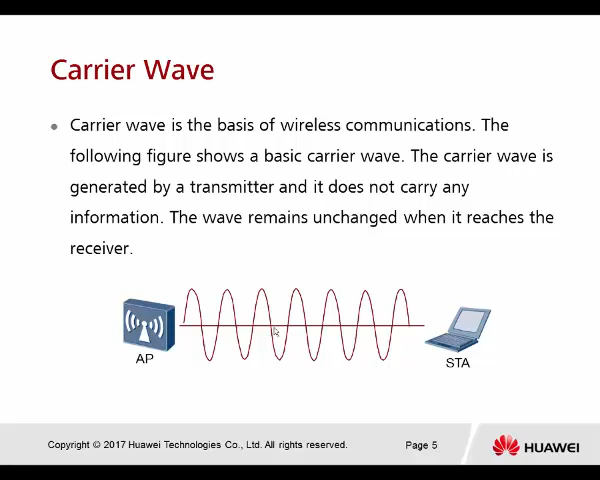 Carrier Wave
Carrier wave is the basis of wireless communications. The
following figure shows a basic carrier wave. The carrier wave is
generated by a transmitter and it does not carry any
information. The wave remains unchanged when it reaches the
receiver.
AP
STA
Copyright © 2017 Huawei Technologies Co., Ltd. All rights reserved.
Page 5
HUAWEI